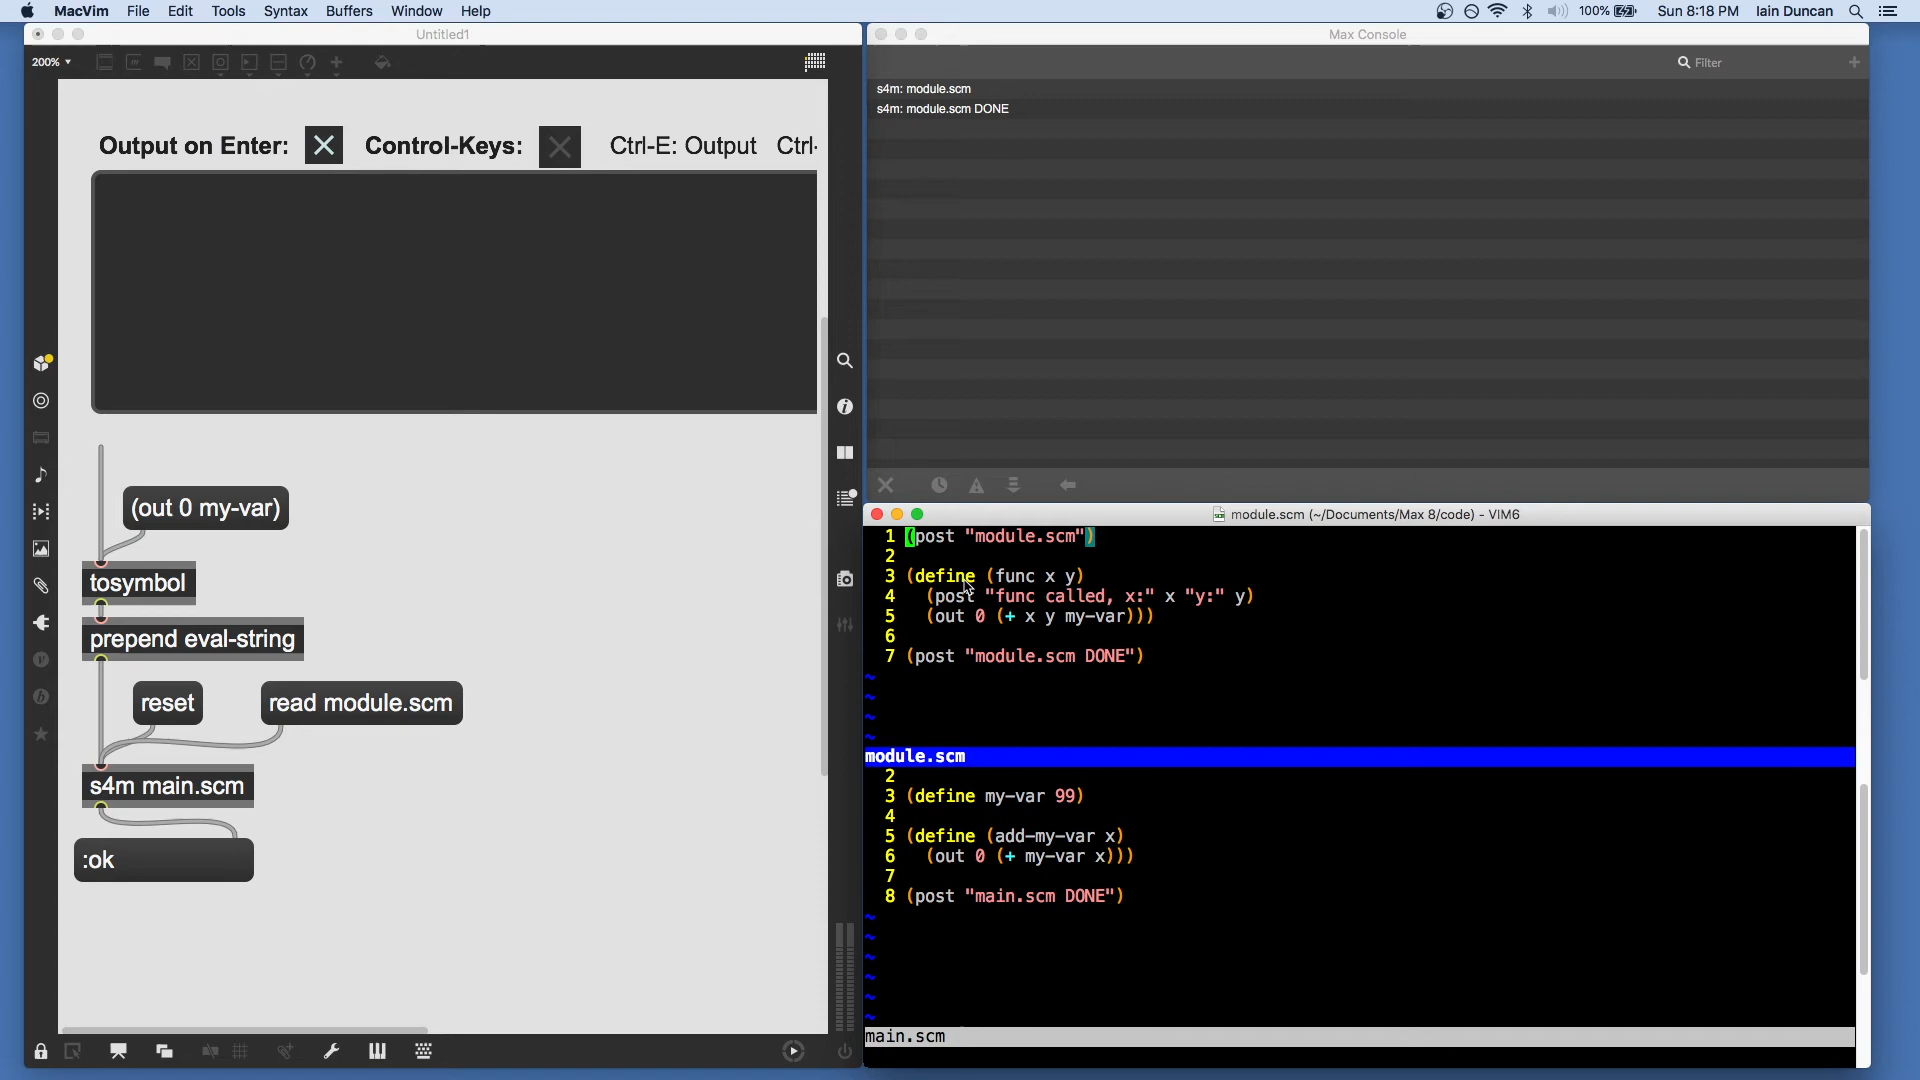 MacVim File Edit Tools Syntax Buffers Window Help
100% Sun 8:18 PM Iain Duncan
Untitled1
200%
Output on Enter: Control-Keys: Ctrl-E: Output Ctrl-
(out 0 my-var)
tosymbol
prepend eval-string
reset
read module.scm
s4m main.scm
:ok
Max Console
Filter
s4m: module.scm
s4m: module.scm DONE
module.scm (~/Documents/Max 8/code) - VIM6
1 (post "module.scm")
2
3 (define (func x y)
4 (post "func called, x:" x "y:" y)
5 (out 0 (+ x y my-var)))
6
7 (post "module.scm DONE")
~
~
~
~
module.scm
2
3 (define my-var 99)
4
5 (define (add-my-var x)
6 (out 0 (+ my-var x)))
7
8 (post "main.scm DONE")
~
~
~
~
~
~
main.scm